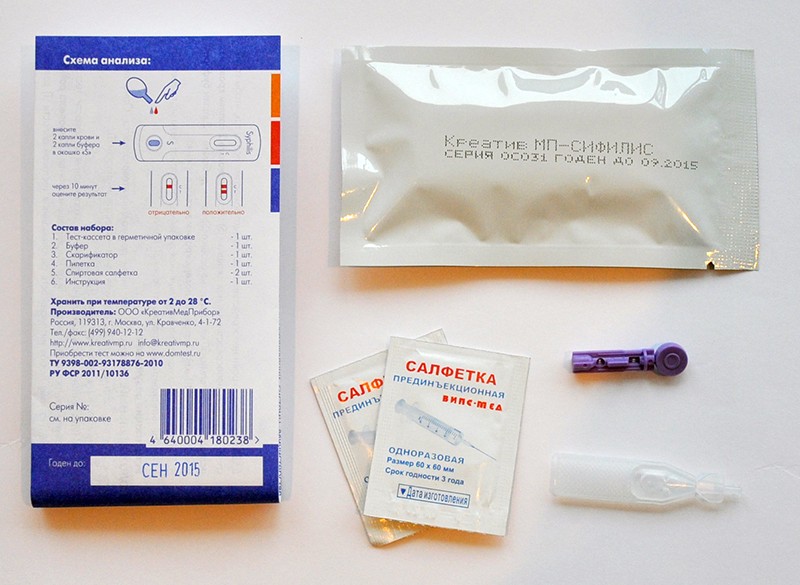 Схема анализа:
внесите
2 капли крови и
2 капли буфера
в окошко «S»
S
Syphilis
через 10 минут
оцените результат
отрицательно
положительно
Состав набора:
1. Тест-кассета в герметичной упаковке - 1 шт.
2. Буфер - 1 шт.
3. Скарификатор - 1 шт.
4. Пипетка - 1 шт.
5. Спиртовая салфетка - 2 шт.
6. Инструкция - 1 шт.
Хранить при температуре от 2 до 28 °С.
Производитель: ООО «КреативМедПрибор»
Россия, 119313, г. Москва, ул. Кравченко, 4-1-72
Тел./факс: (499) 940-12-12
http://www.kreativmp.ru info@kreativmp.ru
Приобрести тест можно на www.domtest.ru
ТУ 9398-002-93178876-2010
РУ ФСР 2011/10136
Серия №:
см. на упаковке
4 640004 180238 >
Годен до:
СЕН 2015
Креатив МП-СИФИЛИС
СЕРИЯ 0С031 ГОДЕН ДО 09.2015
САЛФЕТКА
ПРЕДИНЪЕКЦИОННАЯ
ВИПС-МЕД
ОДНОРАЗОВАЯ
Размер 60 х 60 мм
Срок годности 3 года
Дата изготовления